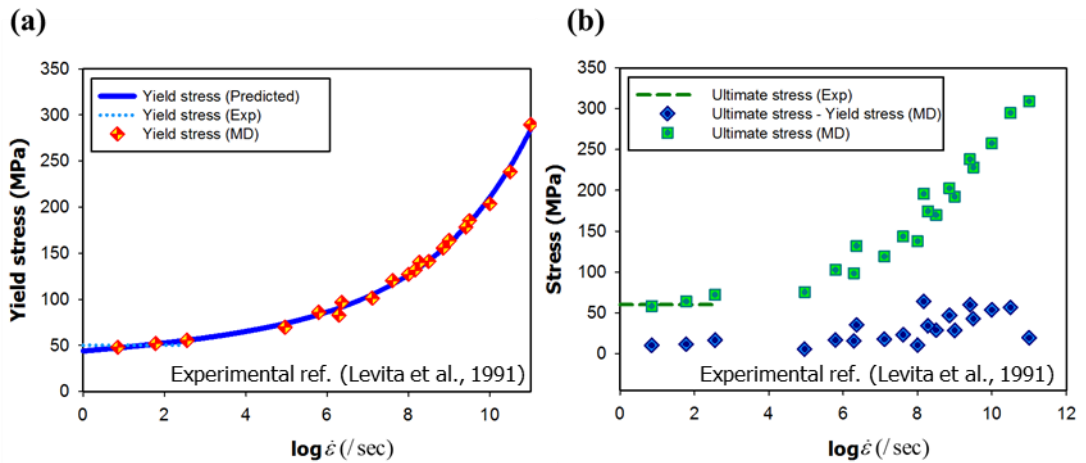 (a)
350
300
250
200
150
100
50
0
Yield stress (MPa)
Yield stress (Predicted)
Yield stress (Exp)
Yield stress (MD)
Experimental ref. (Levita et al., 1991)
0 2 4 6 8 10
log ε̇ (/ sec)
(b)
350
300
250
200
150
100
50
0
Stress (MPa)
Ultimate stress (Exp)
Ultimate stress - Yield stress (MD)
Ultimate stress (MD)
Experimental ref. (Levita et al., 1991)
0 2 4 6 8 10 12
log ε̇ (/ sec)